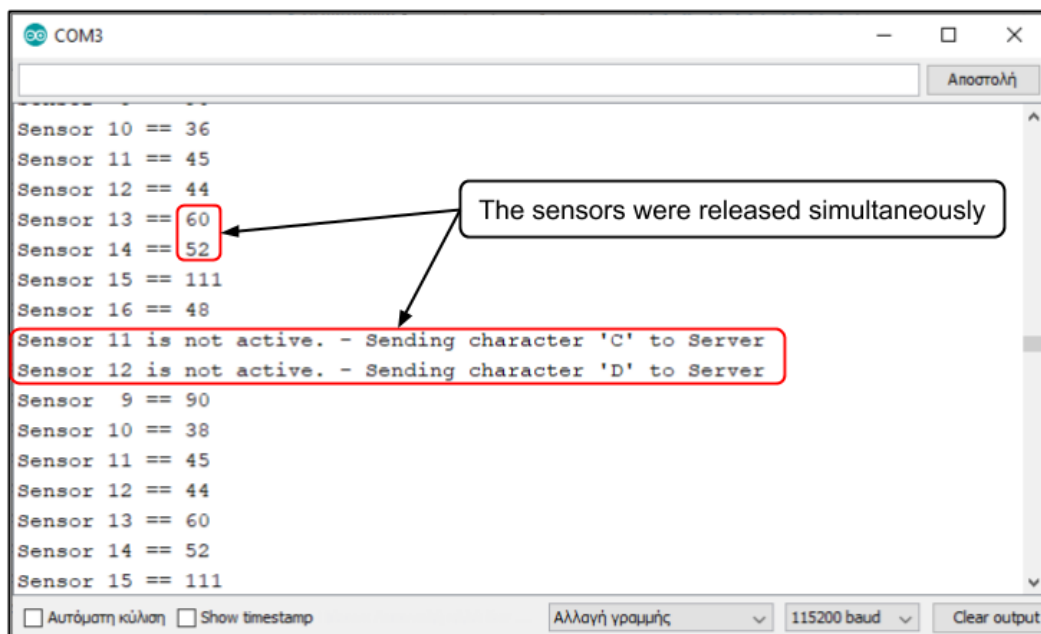 COM3
Αποστολή
Sensor 10 == 36
Sensor 11 == 45
Sensor 12 == 44
Sensor 13 == 60
Sensor 14 == 52
Sensor 15 == 111
Sensor 16 == 48
The sensors were released simultaneously
Sensor 11 is not active. - Sending character 'C' to Server
Sensor 12 is not active. - Sending character 'D' to Server
Sensor  9 == 90
Sensor 10 == 38
Sensor 11 == 45
Sensor 12 == 44
Sensor 13 == 60
Sensor 14 == 52
Sensor 15 == 111
Αυτόματη κύλιση Show timestamp Αλλαγή γραμμής 115200 baud Clear output